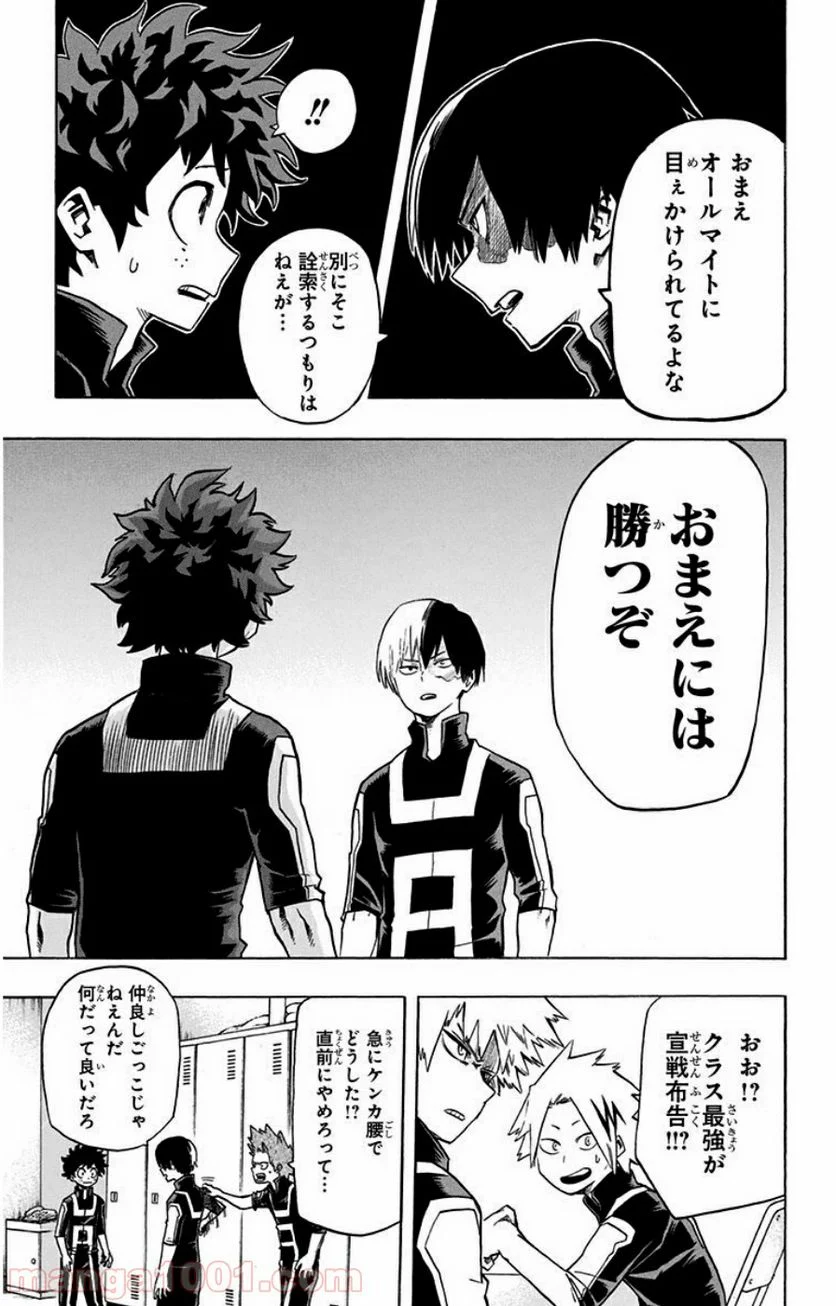 おまえ
オールマイトに
目ぇかけられてるよな
!!
別にそこ
詮索するつもりは
ねえが…
おまえには
勝つぞ
おお!?
クラス最強が
宣戦布告!!?
急にケンカ腰で
どうした!?
直前にやめろって…
仲良しごっこじゃ
ねえんだ
何だって良いだろ
manga1001.com